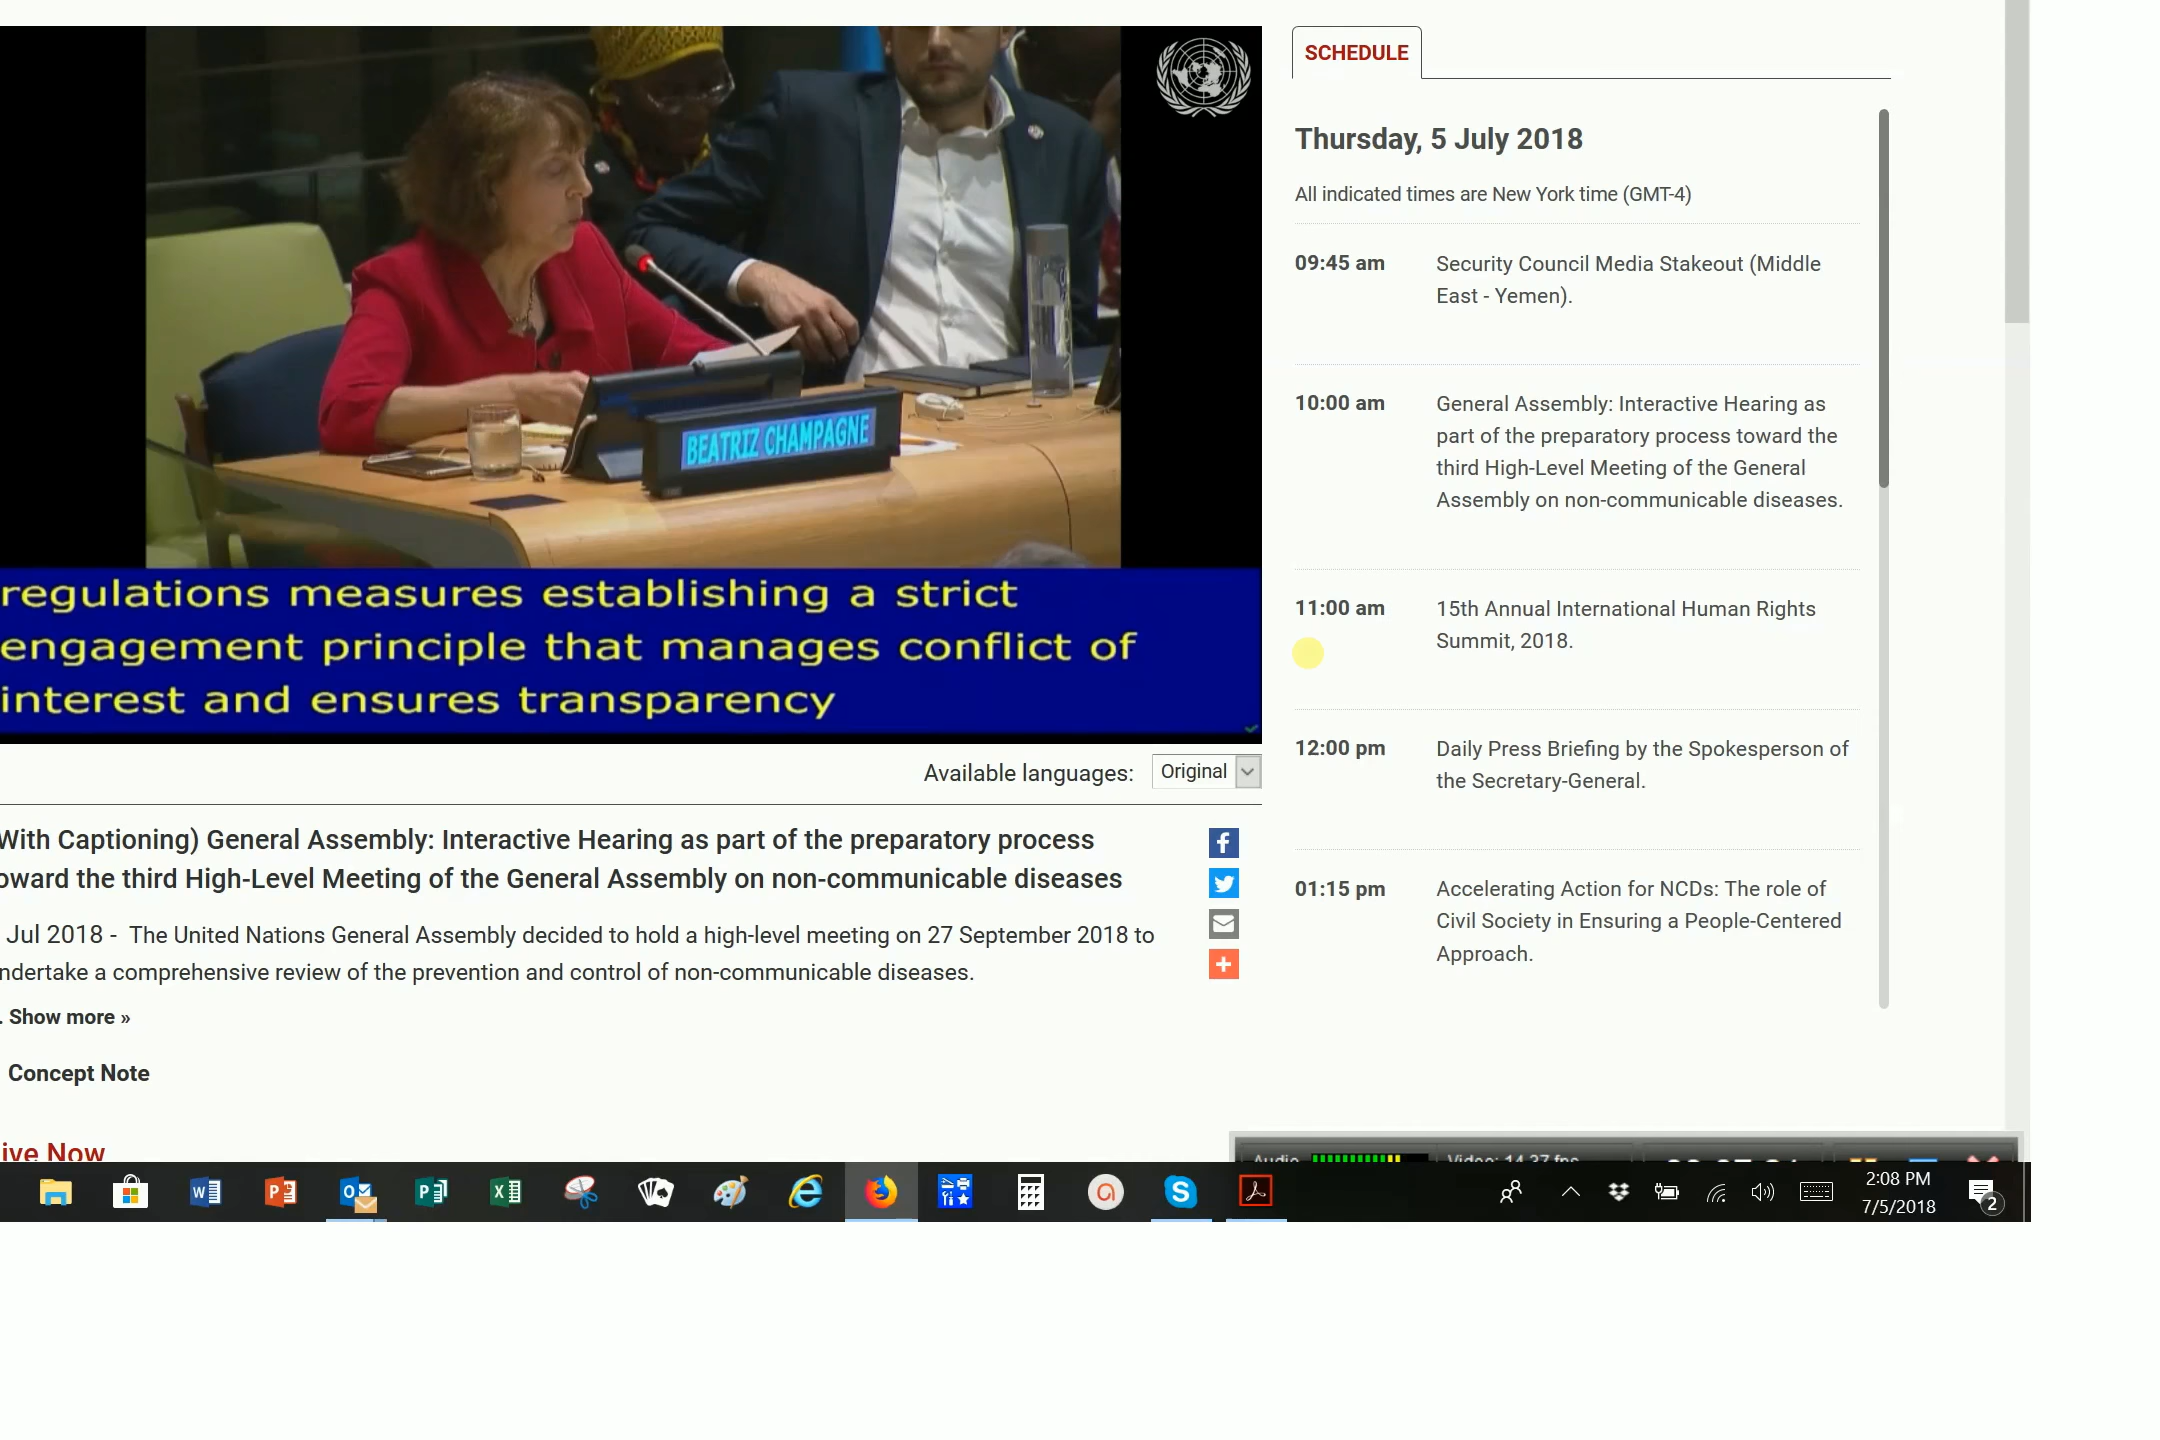 SCHEDULE
Thursday, 5 July 2018
All indicated times are New York time (GMT-4)
09:45 am
Security Council Media Stakeout (Middle
East - Yemen).
10:00 am
General Assembly: Interactive Hearing as
part of the preparatory process toward the
third High-Level Meeting of the General
Assembly on non-communicable diseases.
11:00 am
15th Annual International Human Rights
Summit, 2018.
12:00 pm
Daily Press Briefing by the Spokesperson of
the Secretary-General.
01:15 pm
Accelerating Action for NCDs: The role of
Civil Society in Ensuring a People-Centered
Approach.
BEATRIZ CHAMPAGNE
regulations measures establishing a strict
engagement principle that manages conflict of
interest and ensures transparency
Available languages: Original
With Captioning) General Assembly: Interactive Hearing as part of the preparatory process
oward the third High-Level Meeting of the General Assembly on non-communicable diseases
Jul 2018 - The United Nations General Assembly decided to hold a high-level meeting on 27 September 2018 to
ndertake a comprehensive review of the prevention and control of non-communicable diseases.
. Show more »
Concept Note
ive Now
Audio
Video: 14.37 fps
2:08 PM
7/5/2018
2